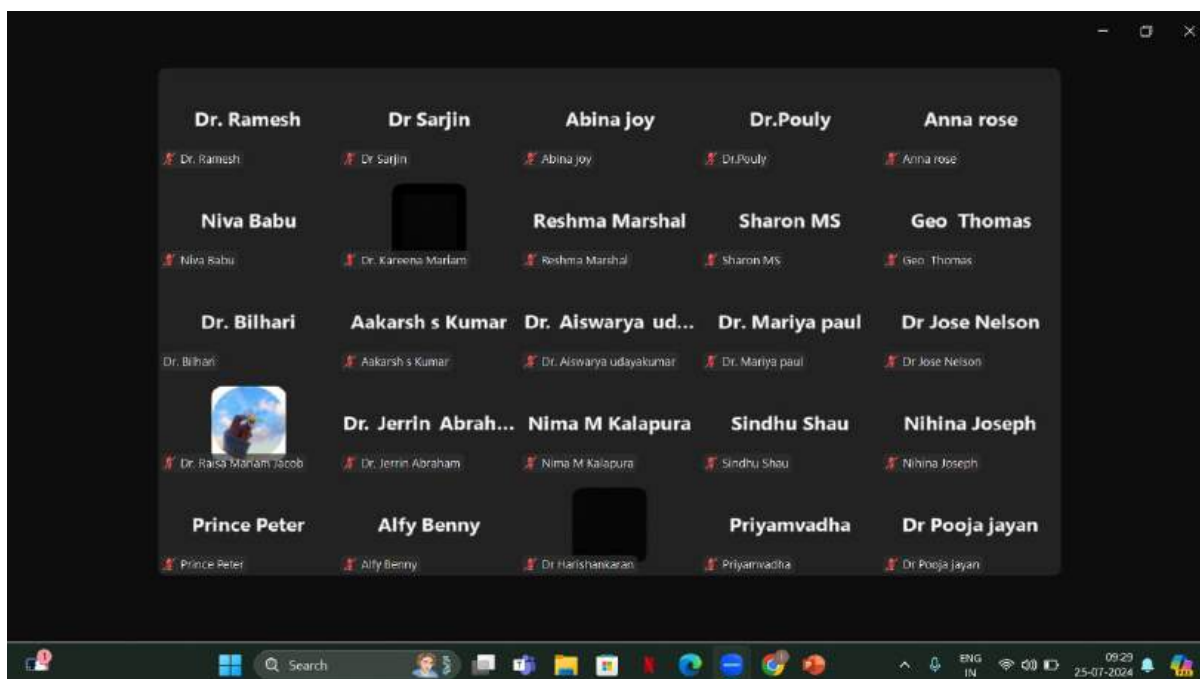 Dr. Ramesh Dr Sarjin Abina joy Dr.Pouly Anna rose
Dr. Ramesh Dr Sarjin Abina joy Dr.Pouly Anna rose
Niva Babu Reshma Marshal Sharon MS Geo Thomas
Niva Babu Dr. Kareena Mariam Reshma Marshal Sharon MS Geo Thomas
Dr. Bilhari Aakarsh s Kumar Dr. Aiswarya ud... Dr. Mariya paul Dr Jose Nelson
Dr. Bilhari Aakarsh s Kumar Dr. Aiswarya udayakumar Dr. Mariya paul Dr Jose Nelson
Dr. Jerrin Abrah... Nima M Kalapura Sindhu Shau Nihina Joseph
Dr. Raisa Mariam Jacob Dr. Jerrin Abraham Nima M Kalapura Sindhu Shau Nihina Joseph
Prince Peter Alfy Benny Priyamvadha Dr Pooja jayan
Prince Peter Alfy Benny Dr Harishankaran Priyamvadha Dr Pooja jayan
1 Search ENG 09:29
IN 25-07-2024